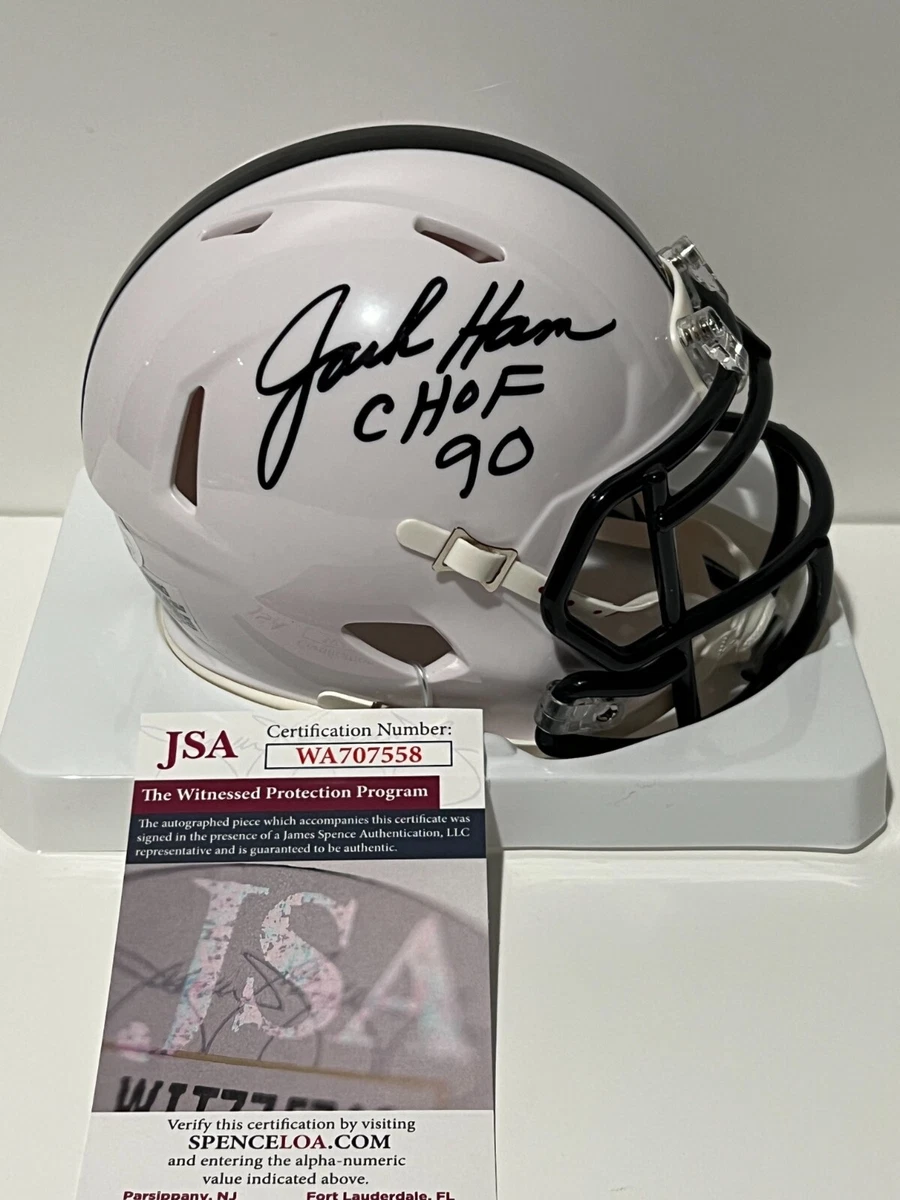 Jack Ham
CHOF
90
JSA
Certification Number:
WA707558
The Witnessed Protection Program
The autographed piece which accompanies this certificate was
signed in the presence of a James Spence Authentication, LLC
representative and is guaranteed to be authentic.
JSA
Verify this certification by visiting
SPENCELOA.COM
and entering the alpha-numeric
value indicated above.
Parsippany, NJ Fort Lauderdale, FL